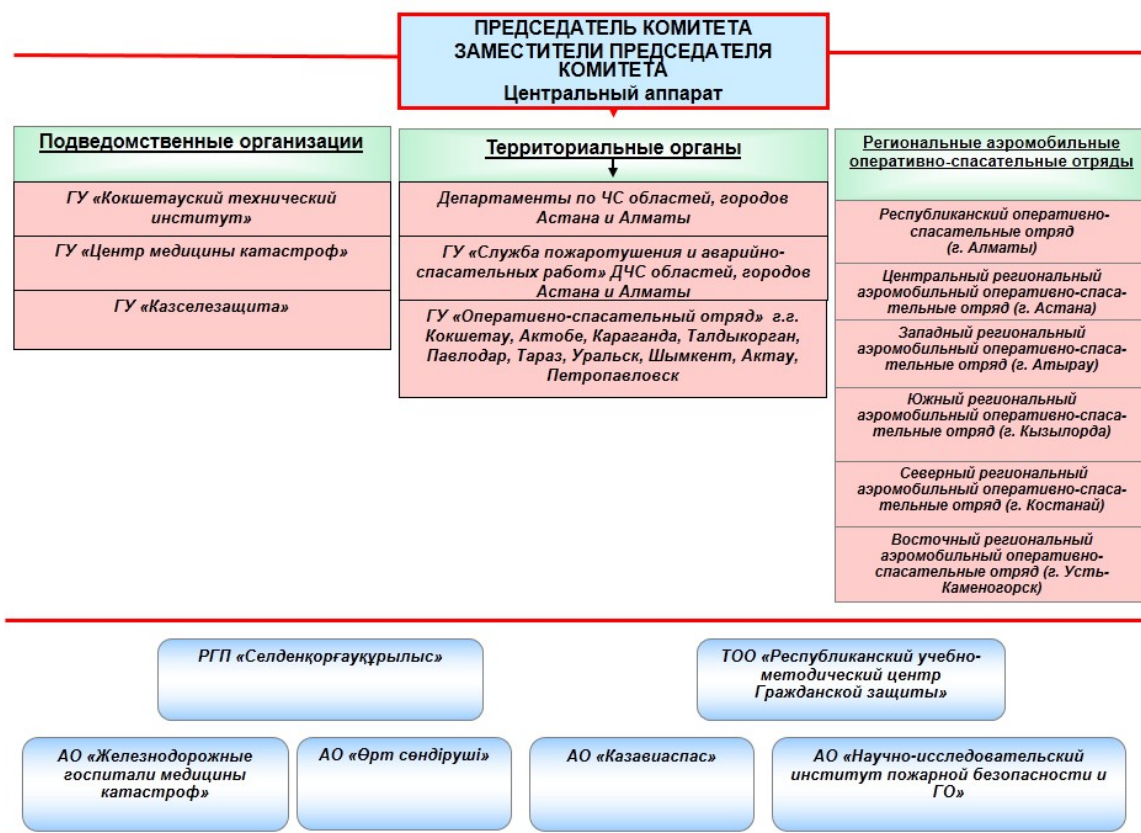 ПРЕДСЕДАТЕЛЬ КОМИТЕТА
ЗАМЕСТИТЕЛИ ПРЕДСЕДАТЕЛЯ
КОМИТЕТА
Центральный аппарат
Подведомственные организации
ГУ «Кокшетауский технический
институт»
ГУ «Центр медицины катастроф»
ГУ «Казселезащита»
Территориальные органы
Департаменты по ЧС областей, городов
Астана и Алматы
ГУ «Служба пожаротушения и аварийно-
спасательных работ» ДЧС областей, городов
Астана и Алматы
ГУ «Оперативно-спасательный отряд» г.г.
Кокшетау, Актобе, Караганда, Талдыкорган,
Павлодар, Тараз, Уральск, Шымкент, Актау,
Петропавловск
Региональные аэромобильные
оперативно-спасательные отряды
Республиканский оперативно-
спасательные отряд
(г. Алматы)
Центральный региональный
аэромобильный оперативно-спаса-
тельные отряд (г. Астана)
Западный региональный
аэромобильный оперативно-спаса-
тельные отряд (г. Атырау)
Южный региональный
аэромобильный оперативно-спаса-
тельные отряд (г. Кызылорда)
Северный региональный
аэромобильный оперативно-спаса-
тельные отряд (г. Костанай)
Восточный региональный
аэромобильный оперативно-
спасательные отряд (г. Усть-
Каменогорск)
РГП «Селденқорғауқұрылыс»
ТОО «Республиканский учебно-
методический центр
Гражданской защиты»
АО «Железнодорожные
госпитали медицины
катастроф»
АО «Өрт сөндіруші»
АО «Казавиаспас»
АО «Научно-исследовательский
институт пожарной безопасности и
ГО»